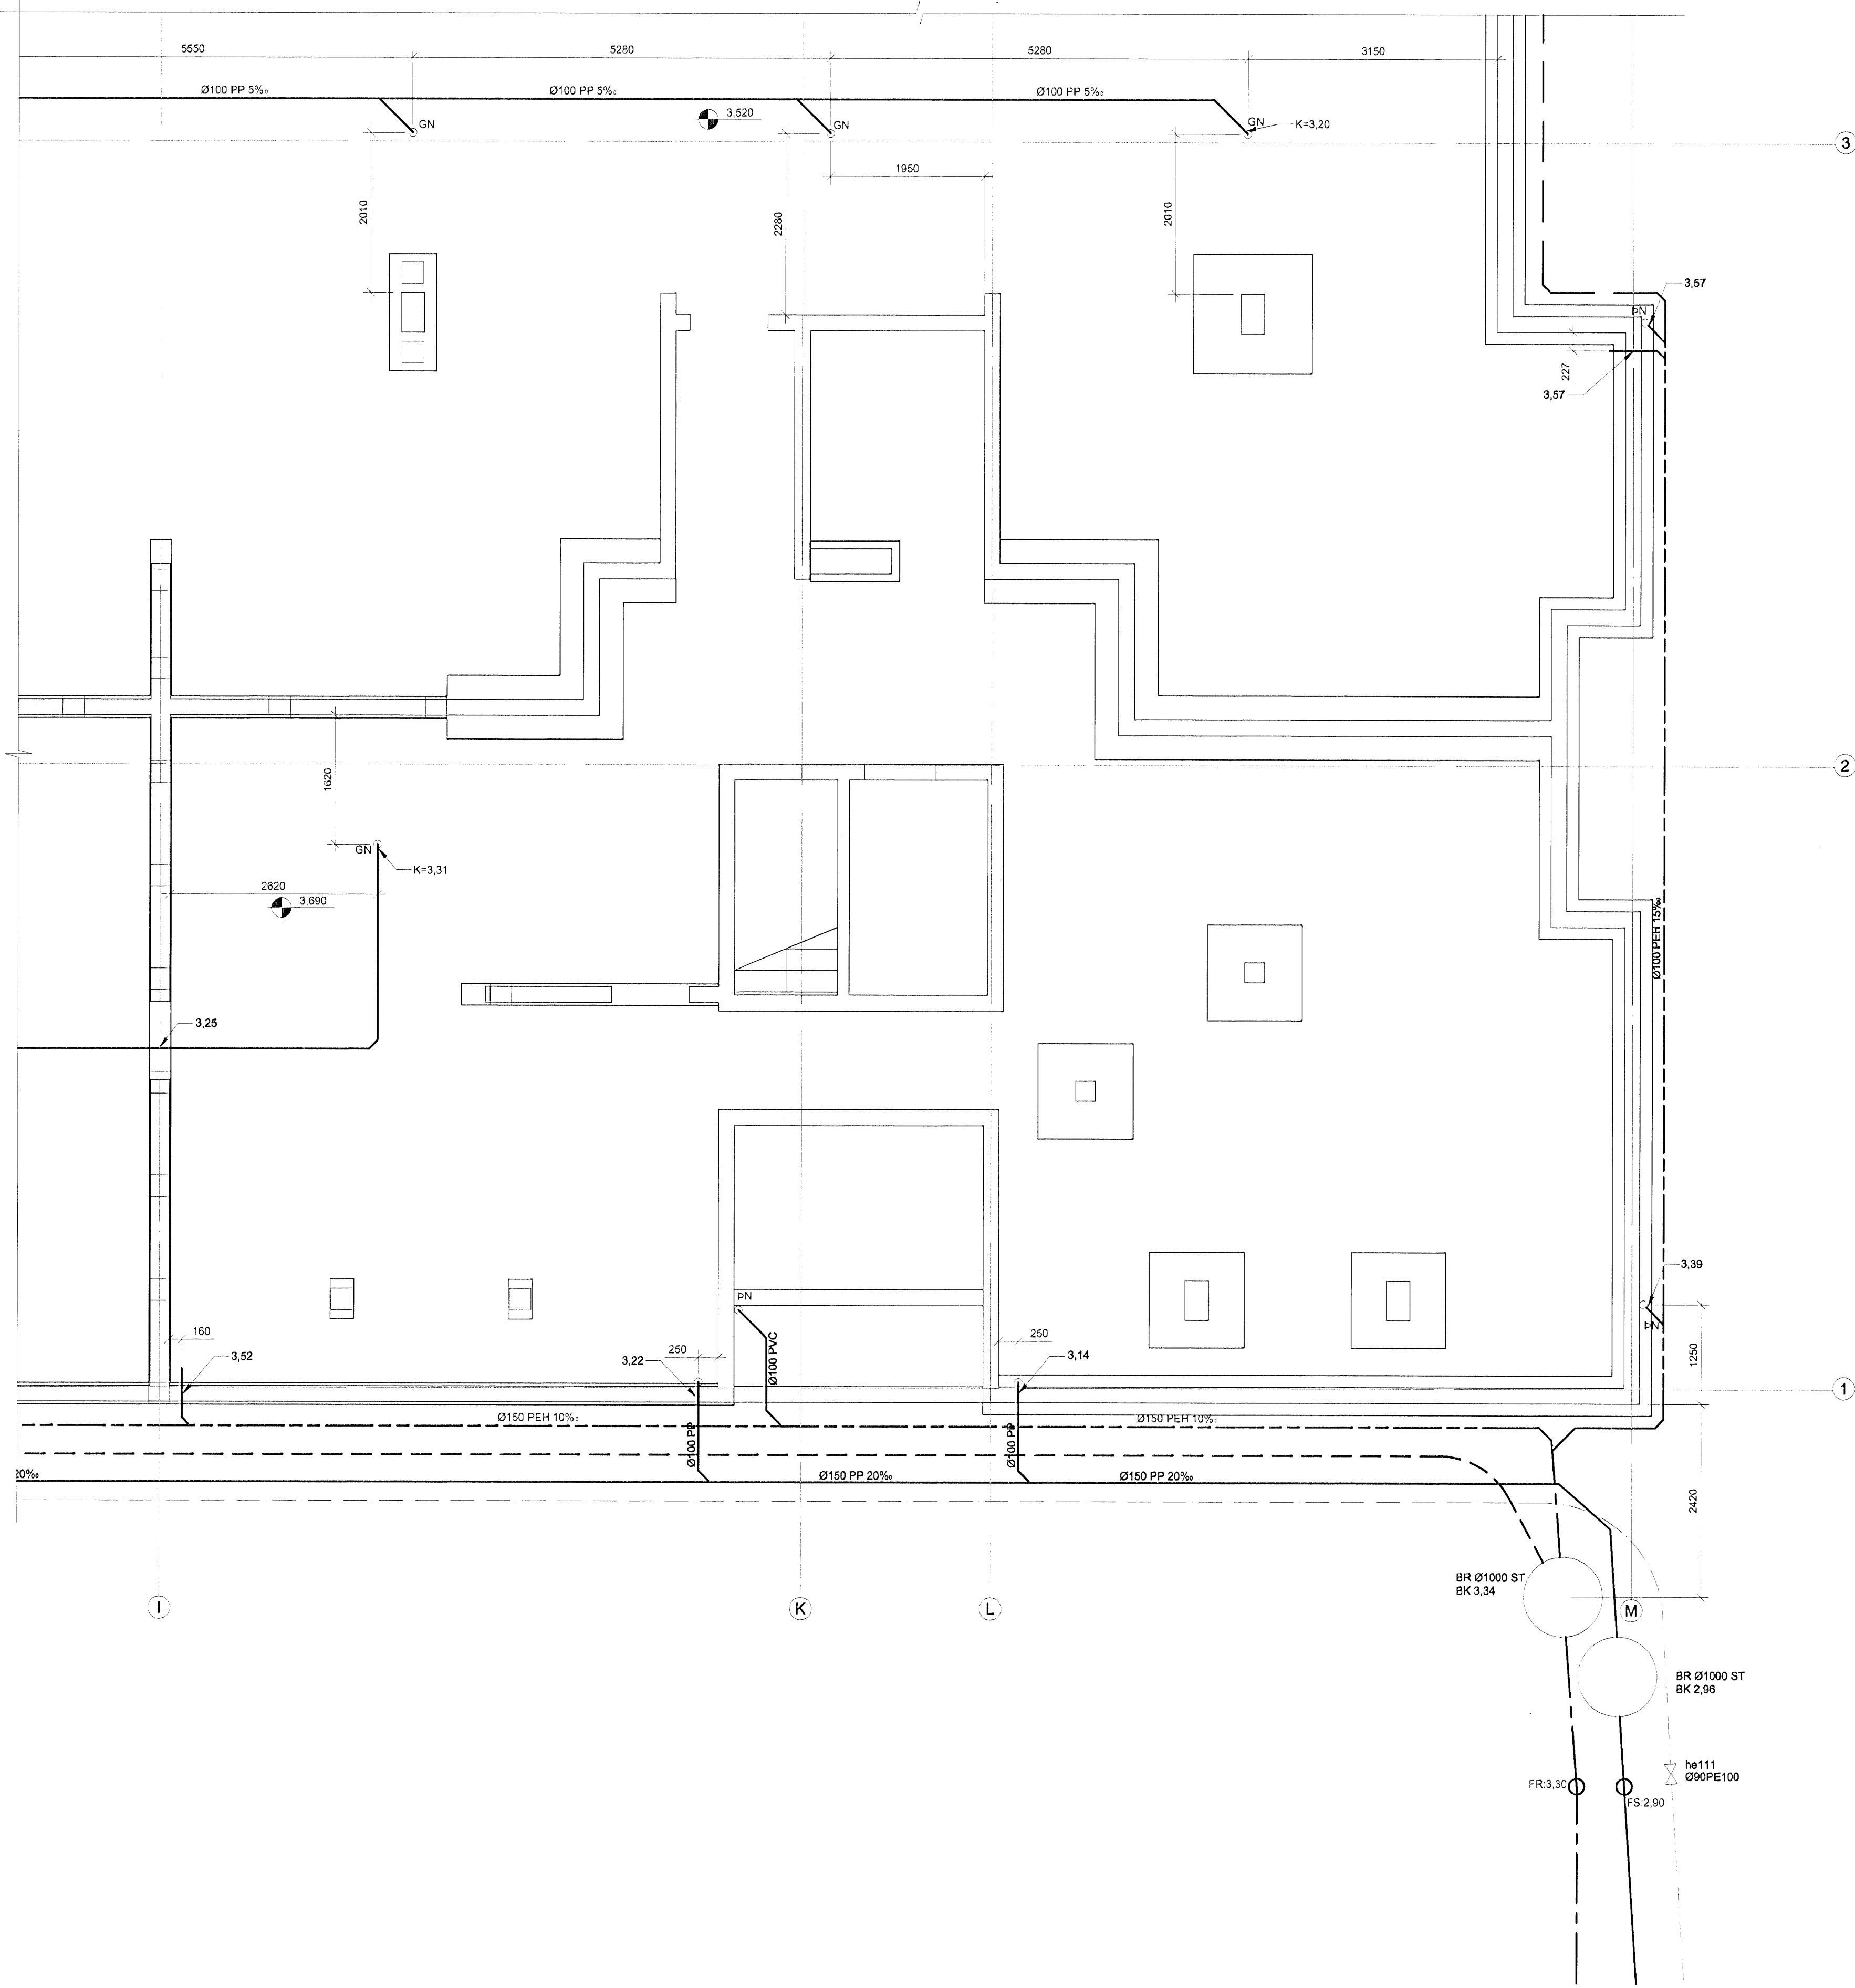 5550
5280
5280
3150
Ø100 PP 5‰
Ø100 PP 5‰
Ø100 PP 5‰
3,520
GN
GN
GN
K=3,20
3
1950
2010
2280
2010
3,57
ÞN
227
3,57
1620
2
GN
K=3,31
2620
3,690
Ø100 PEH 15‰
3,25
3,39
ÞN
ÞN
160
250
250
Ø100 PVC
3,52
3,22
3,14
1250
1
Ø150 PEH 10‰
Ø100 PP
Ø100 PP
Ø150 PEH 10‰
20‰
Ø150 PP 20‰
Ø150 PP 20‰
2420
BR Ø1000 ST
BK 3,34
I
K
L
M
BR Ø1000 ST
BK 2,96
he111
Ø90PE100
FR:3,30
FS:2,90